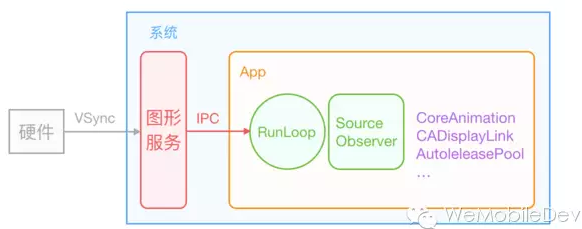 系统
App
硬件
VSync
图形
服务
IPC
RunLoop
Source
Observer
CoreAnimation
CADisplayLink
AutoleleasePool
...
WeMobileDev